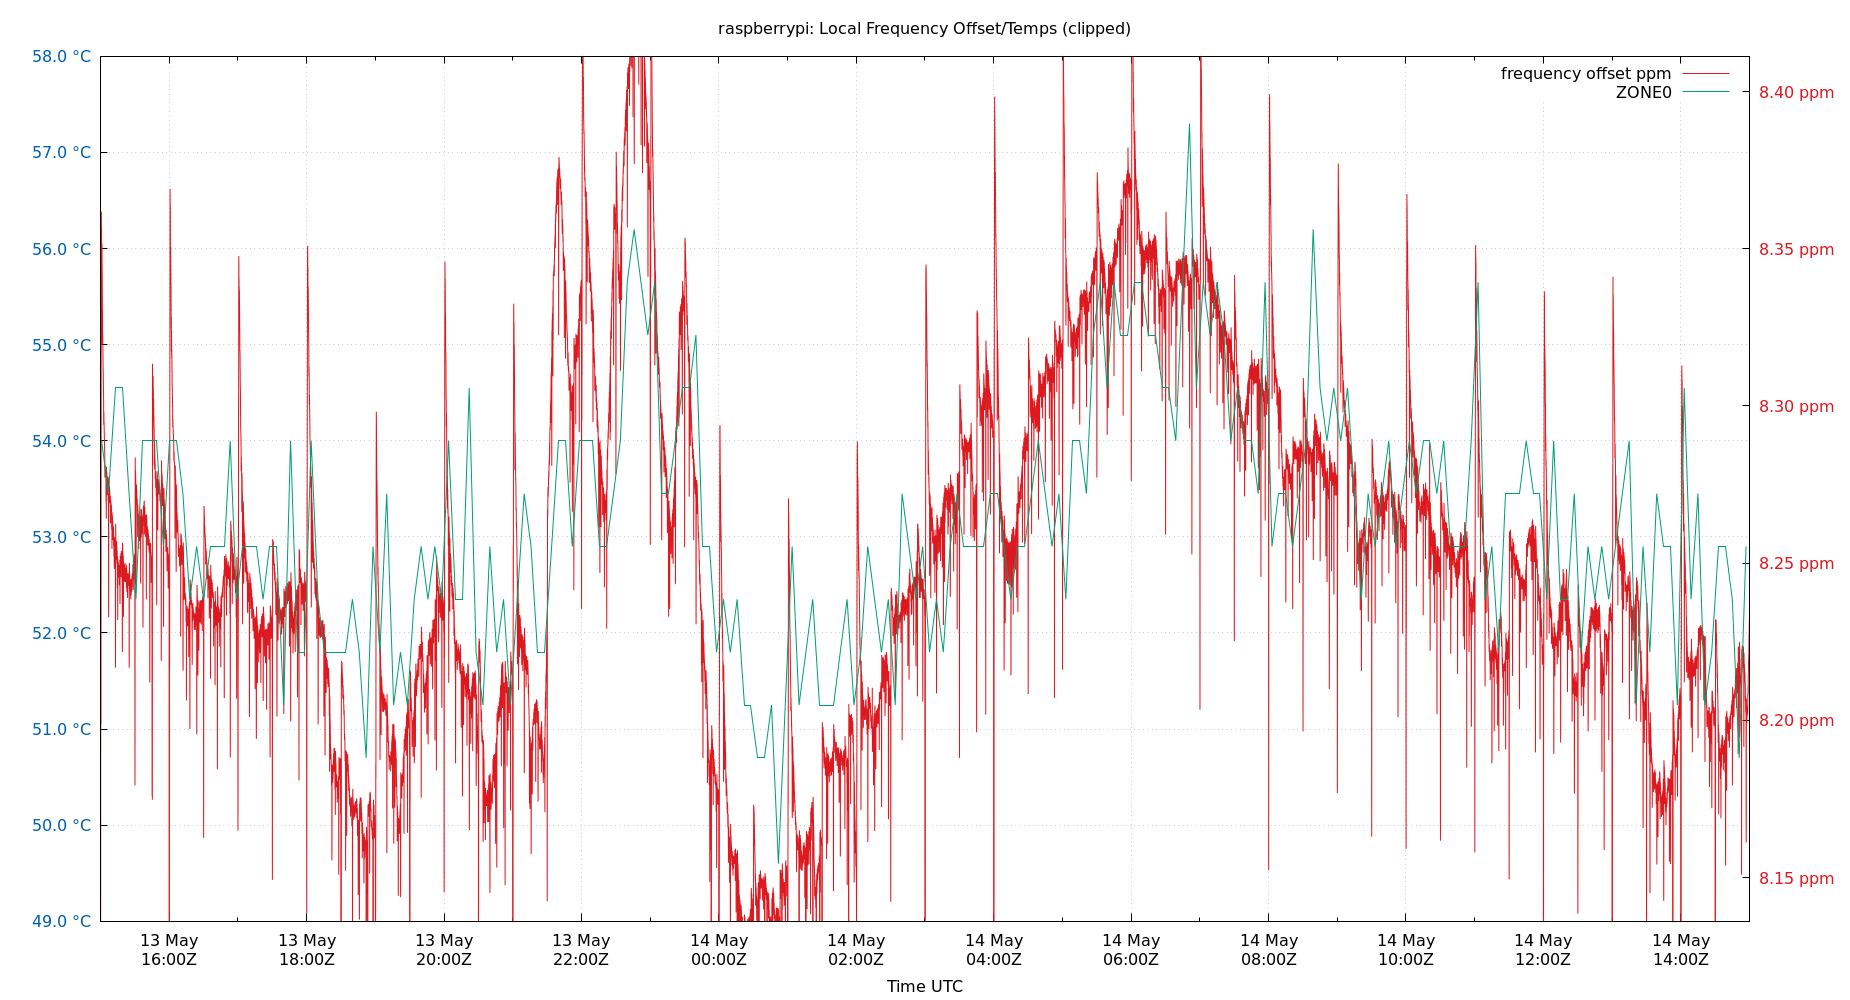 raspberrypi: Local Frequency Offset/Temps (clipped)
58.0 °C
57.0 °C
56.0 °C
55.0 °C
54.0 °C
53.0 °C
52.0 °C
51.0 °C
50.0 °C
49.0 °C
frequency offset ppm
ZONE0
8.40 ppm
8.35 ppm
8.30 ppm
8.25 ppm
8.20 ppm
8.15 ppm
13 May
16:00Z
13 May
18:00Z
13 May
20:00Z
13 May
22:00Z
14 May
00:00Z
14 May
02:00Z
14 May
04:00Z
14 May
06:00Z
14 May
08:00Z
14 May
10:00Z
14 May
12:00Z
14 May
14:00Z
Time UTC